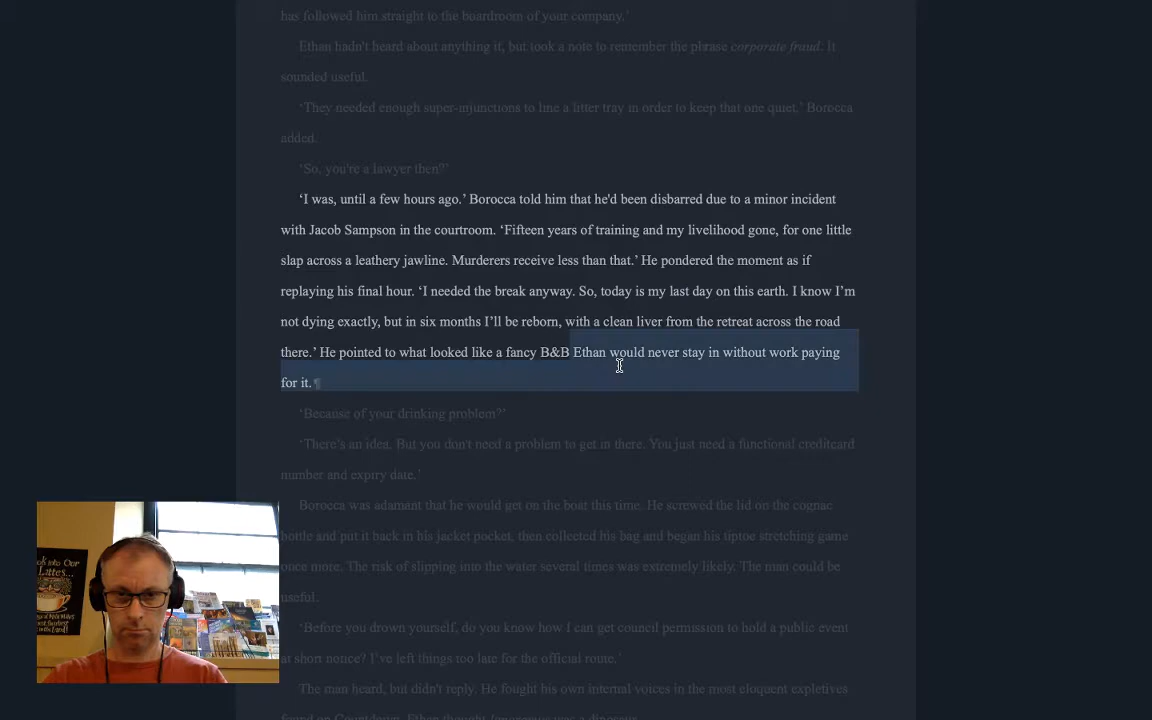 has followed him straight to the boardroom of your company.’
Ethan hadn't heard about anything it, but took a note to remember the phrase corporate fraud. It
sounded useful.
‘They needed enough super-injunctions to line a litter tray in order to keep that one quiet.’ Borocca
added.
‘So, you're a lawyer then?’
‘I was, until a few hours ago.’ Borocca told him that he'd been disbarred due to a minor incident
with Jacob Sampson in the courtroom. ‘Fifteen years of training and my livelihood gone, for one little
slap across a leathery jawline. Murderers receive less than that.’ He pondered the moment as if
replaying his final hour. ‘I needed the break anyway. So, today is my last day on this earth. I know I’m
not dying exactly, but in six months I’ll be reborn, with a clean liver from the retreat across the road
there.’ He pointed to what looked like a fancy B&B Ethan would never stay in without work paying
for it.¶
‘Because of your drinking problem?’
‘There’s an idea. But you don't need a problem to get in there. You just need a functional creditcard
number and expiry date.’
Borocca was adamant that he would get on the boat this time. He screwed the lid on the cognac
bottle and put it back in his jacket pocket, then collected his bag and began his tiptoe stretching game
once more. The risk of slipping into the water several times was extremely likely. The man could be
useful.
‘Before you drown yourself, do you know how I can get council permission to hold a public event
at short notice? I’ve left things too late for the official route.’
The man heard, but didn't reply. He fought his own internal voices in the most eloquent expletives
found on Countdown. Ethan thought was a dinosaur.
ok into Our
Lattes...